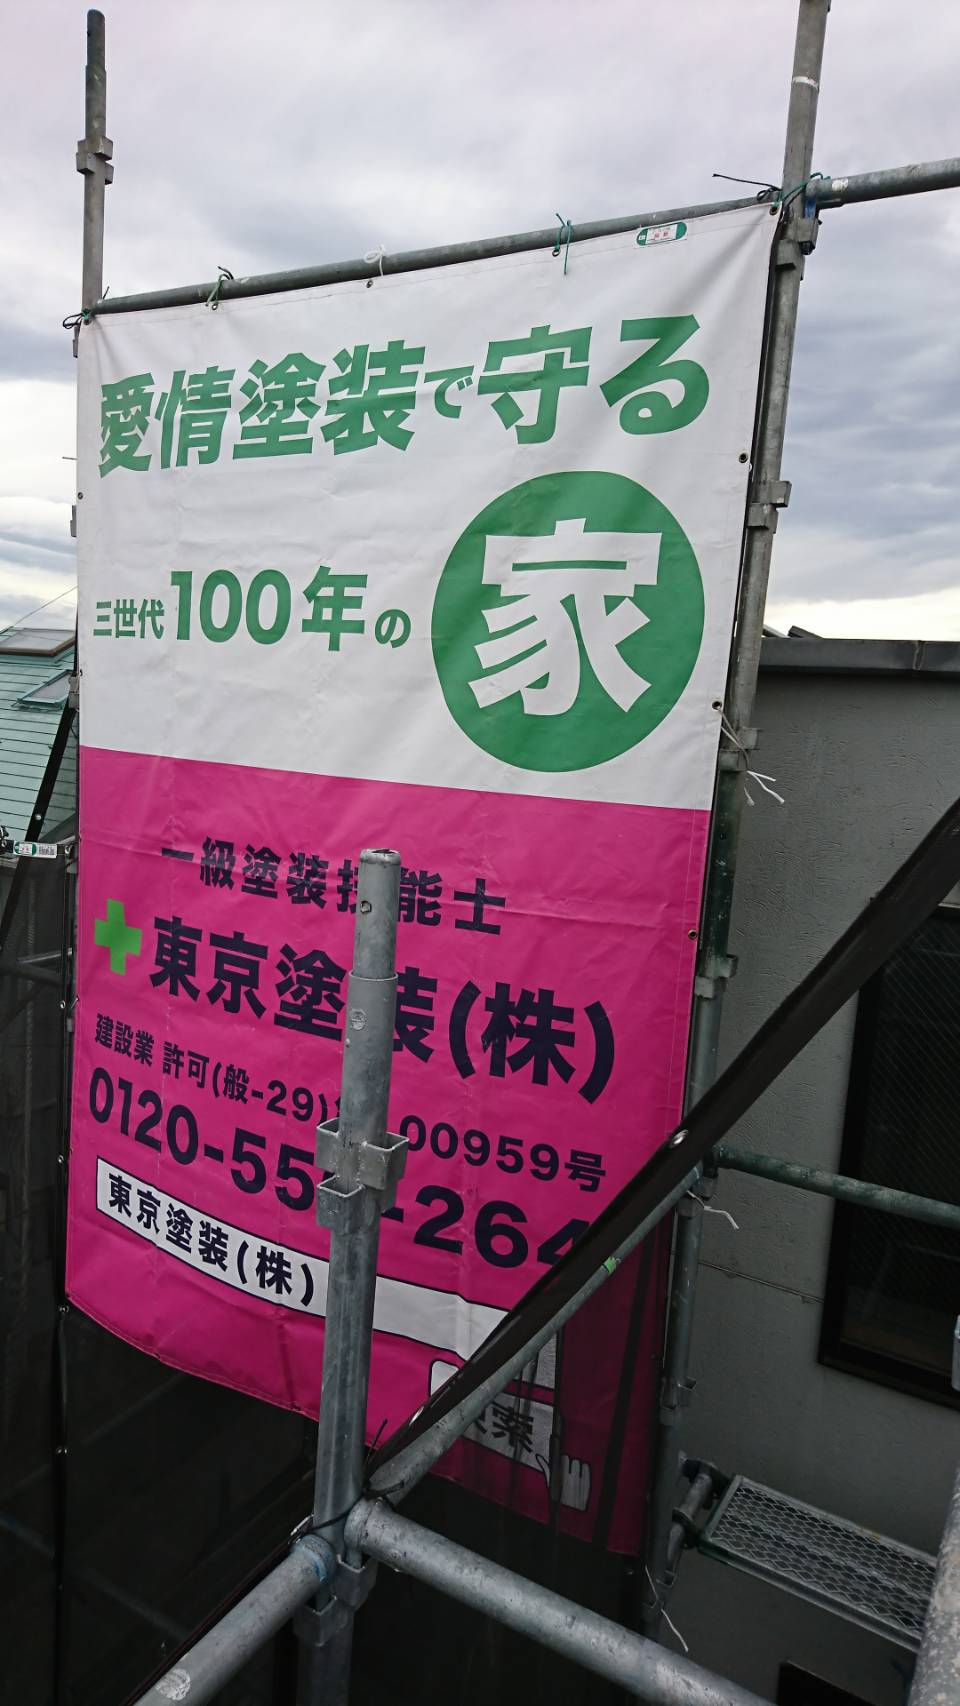 愛情塗装で守る
三世代100年の
家
一級塗装技能士
東京塗装(株)
建設業 許可(般-29) 00959号
0120-55 -264
東京塗装(株)
索